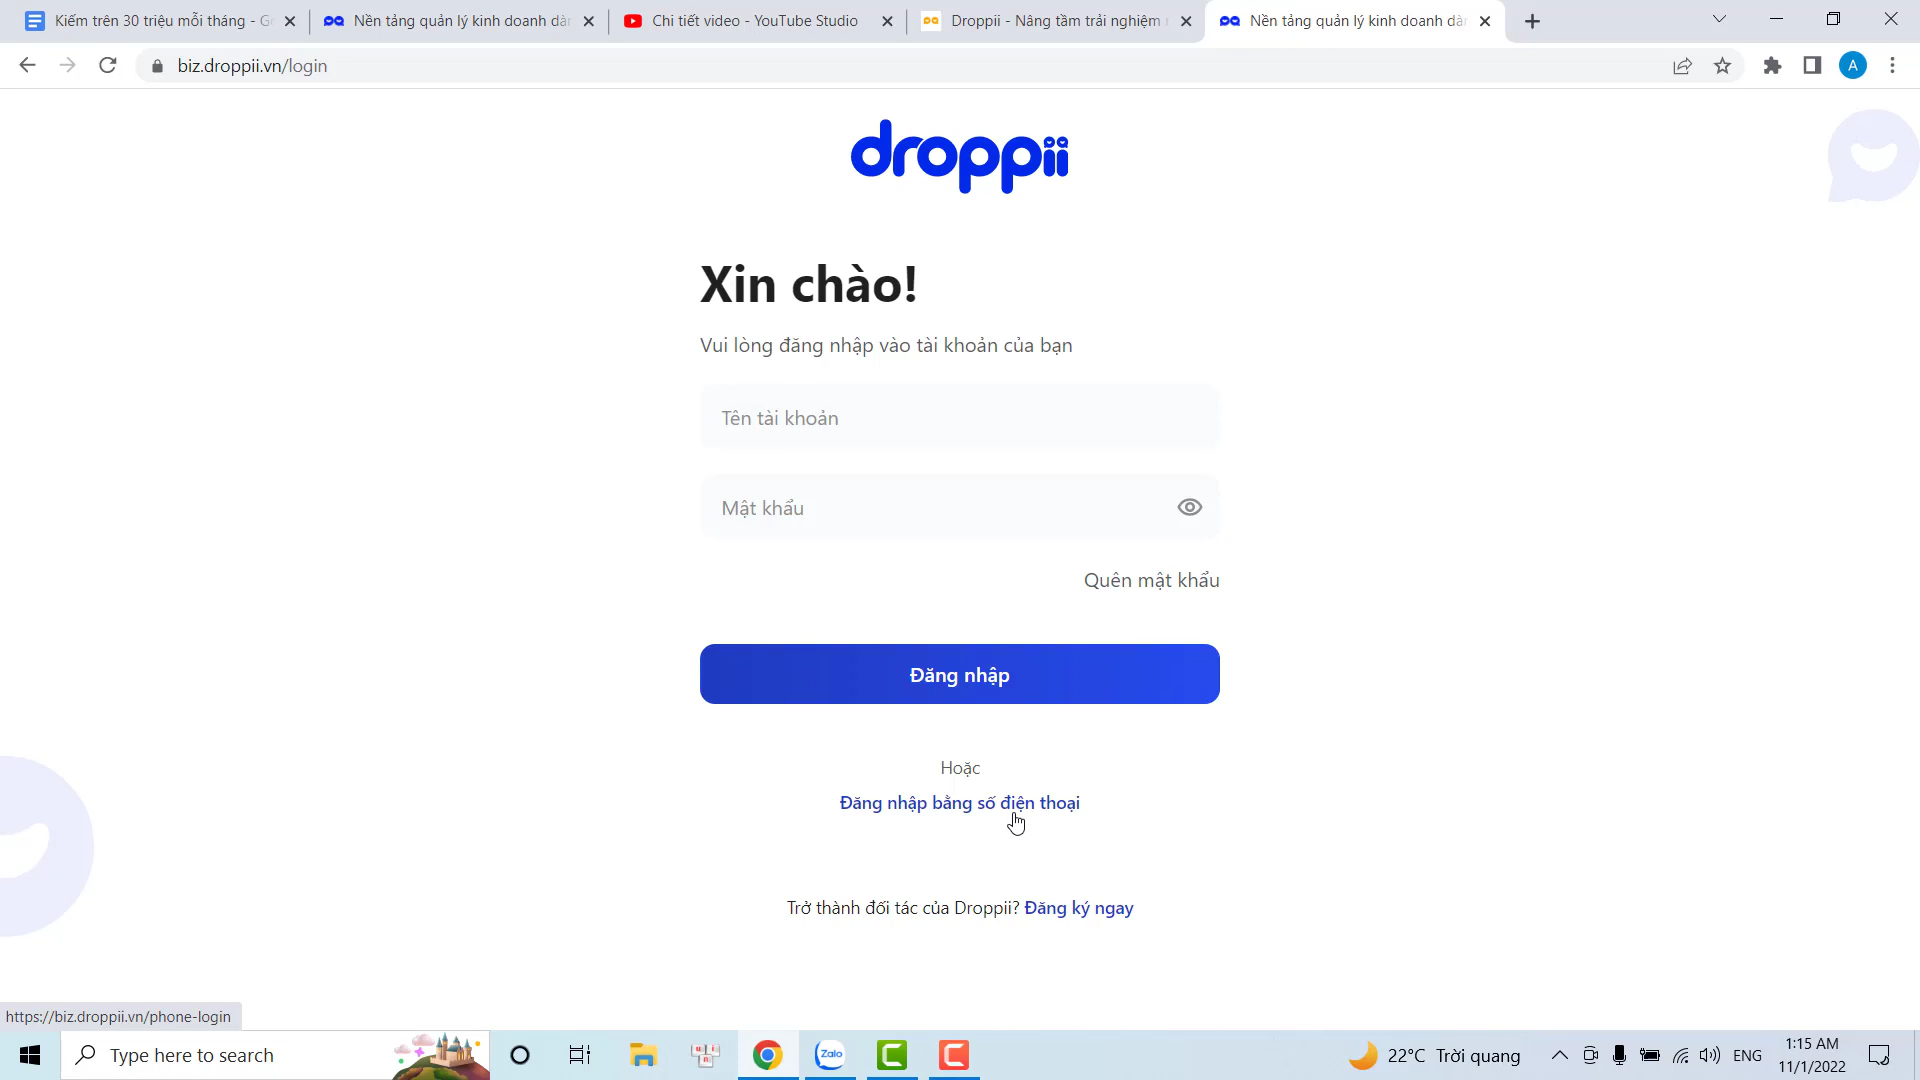 Kiếm trên 30 triệu mỗi tháng - G
Nền tảng quản lý kinh doanh
Chi tiết video - YouTube Studio
Droppii - Nâng tầm trải nghiệm
Nền tảng quản lý kinh doanh
biz.droppii.vn/login
A
droppii
Xin chào!
Vui lòng đăng nhập vào tài khoản của bạn
Tên tài khoản
Mật khẩu
Quên mật khẩu
Đăng nhập
Hoặc
Đăng nhập bằng số điện thoại
Trở thành đối tác của Droppii? Đăng ký ngay
https://biz.droppii.vn/phone-login
Type here to search
Zalo
22°C Trời quang
ENG
1:15 AM
11/1/2022